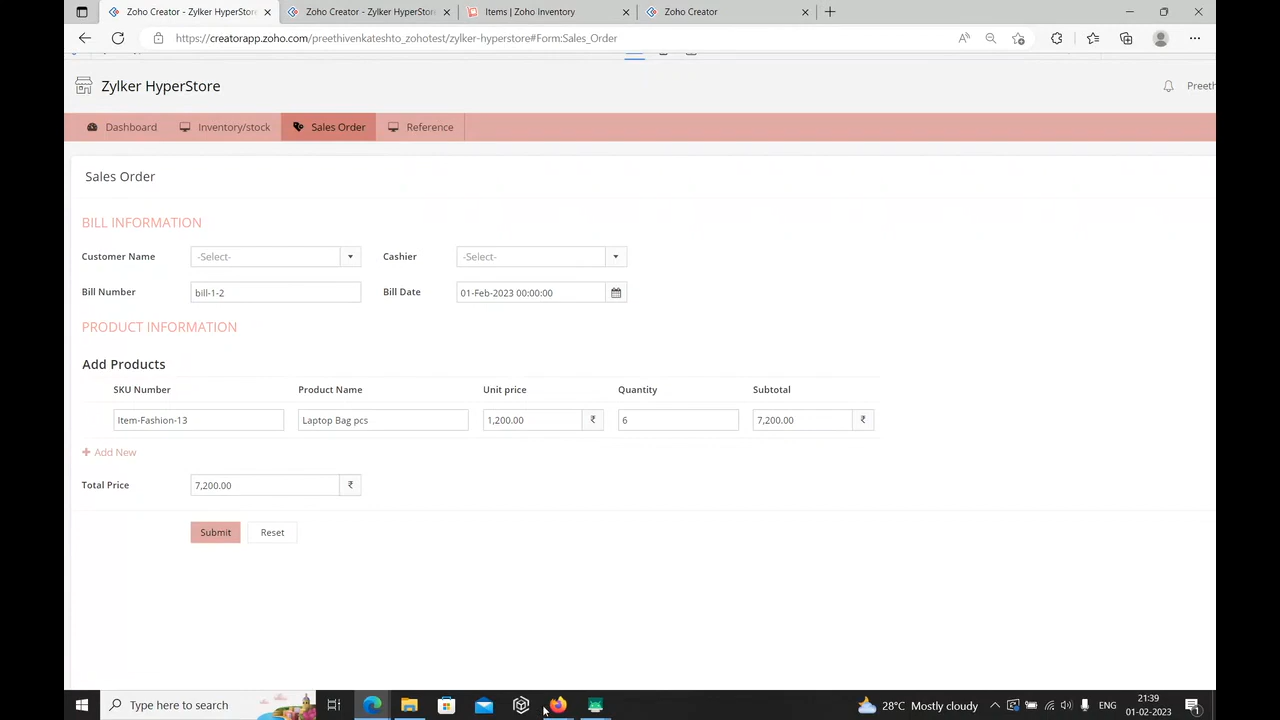 Zoho Creator - Zylker HyperStore
Zoho Creator - Zylker HyperStore
Items | Zoho Inventory
Zoho Creator
https://creatorapp.zoho.com/preethivenkateshto_zohotest/zylker-hyperstore#Form:Sales_Order
Zylker HyperStore
Preeth
Dashboard
Inventory/stock
Sales Order
Reference
Sales Order
BILL INFORMATION
Customer Name
-Select-
Cashier
-Select-
Bill Number
bill-1-2
Bill Date
01-Feb-2023 00:00:00
PRODUCT INFORMATION
Add Products
SKU Number
Product Name
Unit price
Quantity
Subtotal
Item-Fashion-13
Laptop Bag pcs
1,200.00 ₹
6
7,200.00 ₹
+ Add New
Total Price
7,200.00 ₹
Submit
Reset
Type here to search
28°C Mostly cloudy
ENG
21:39
01-02-2023